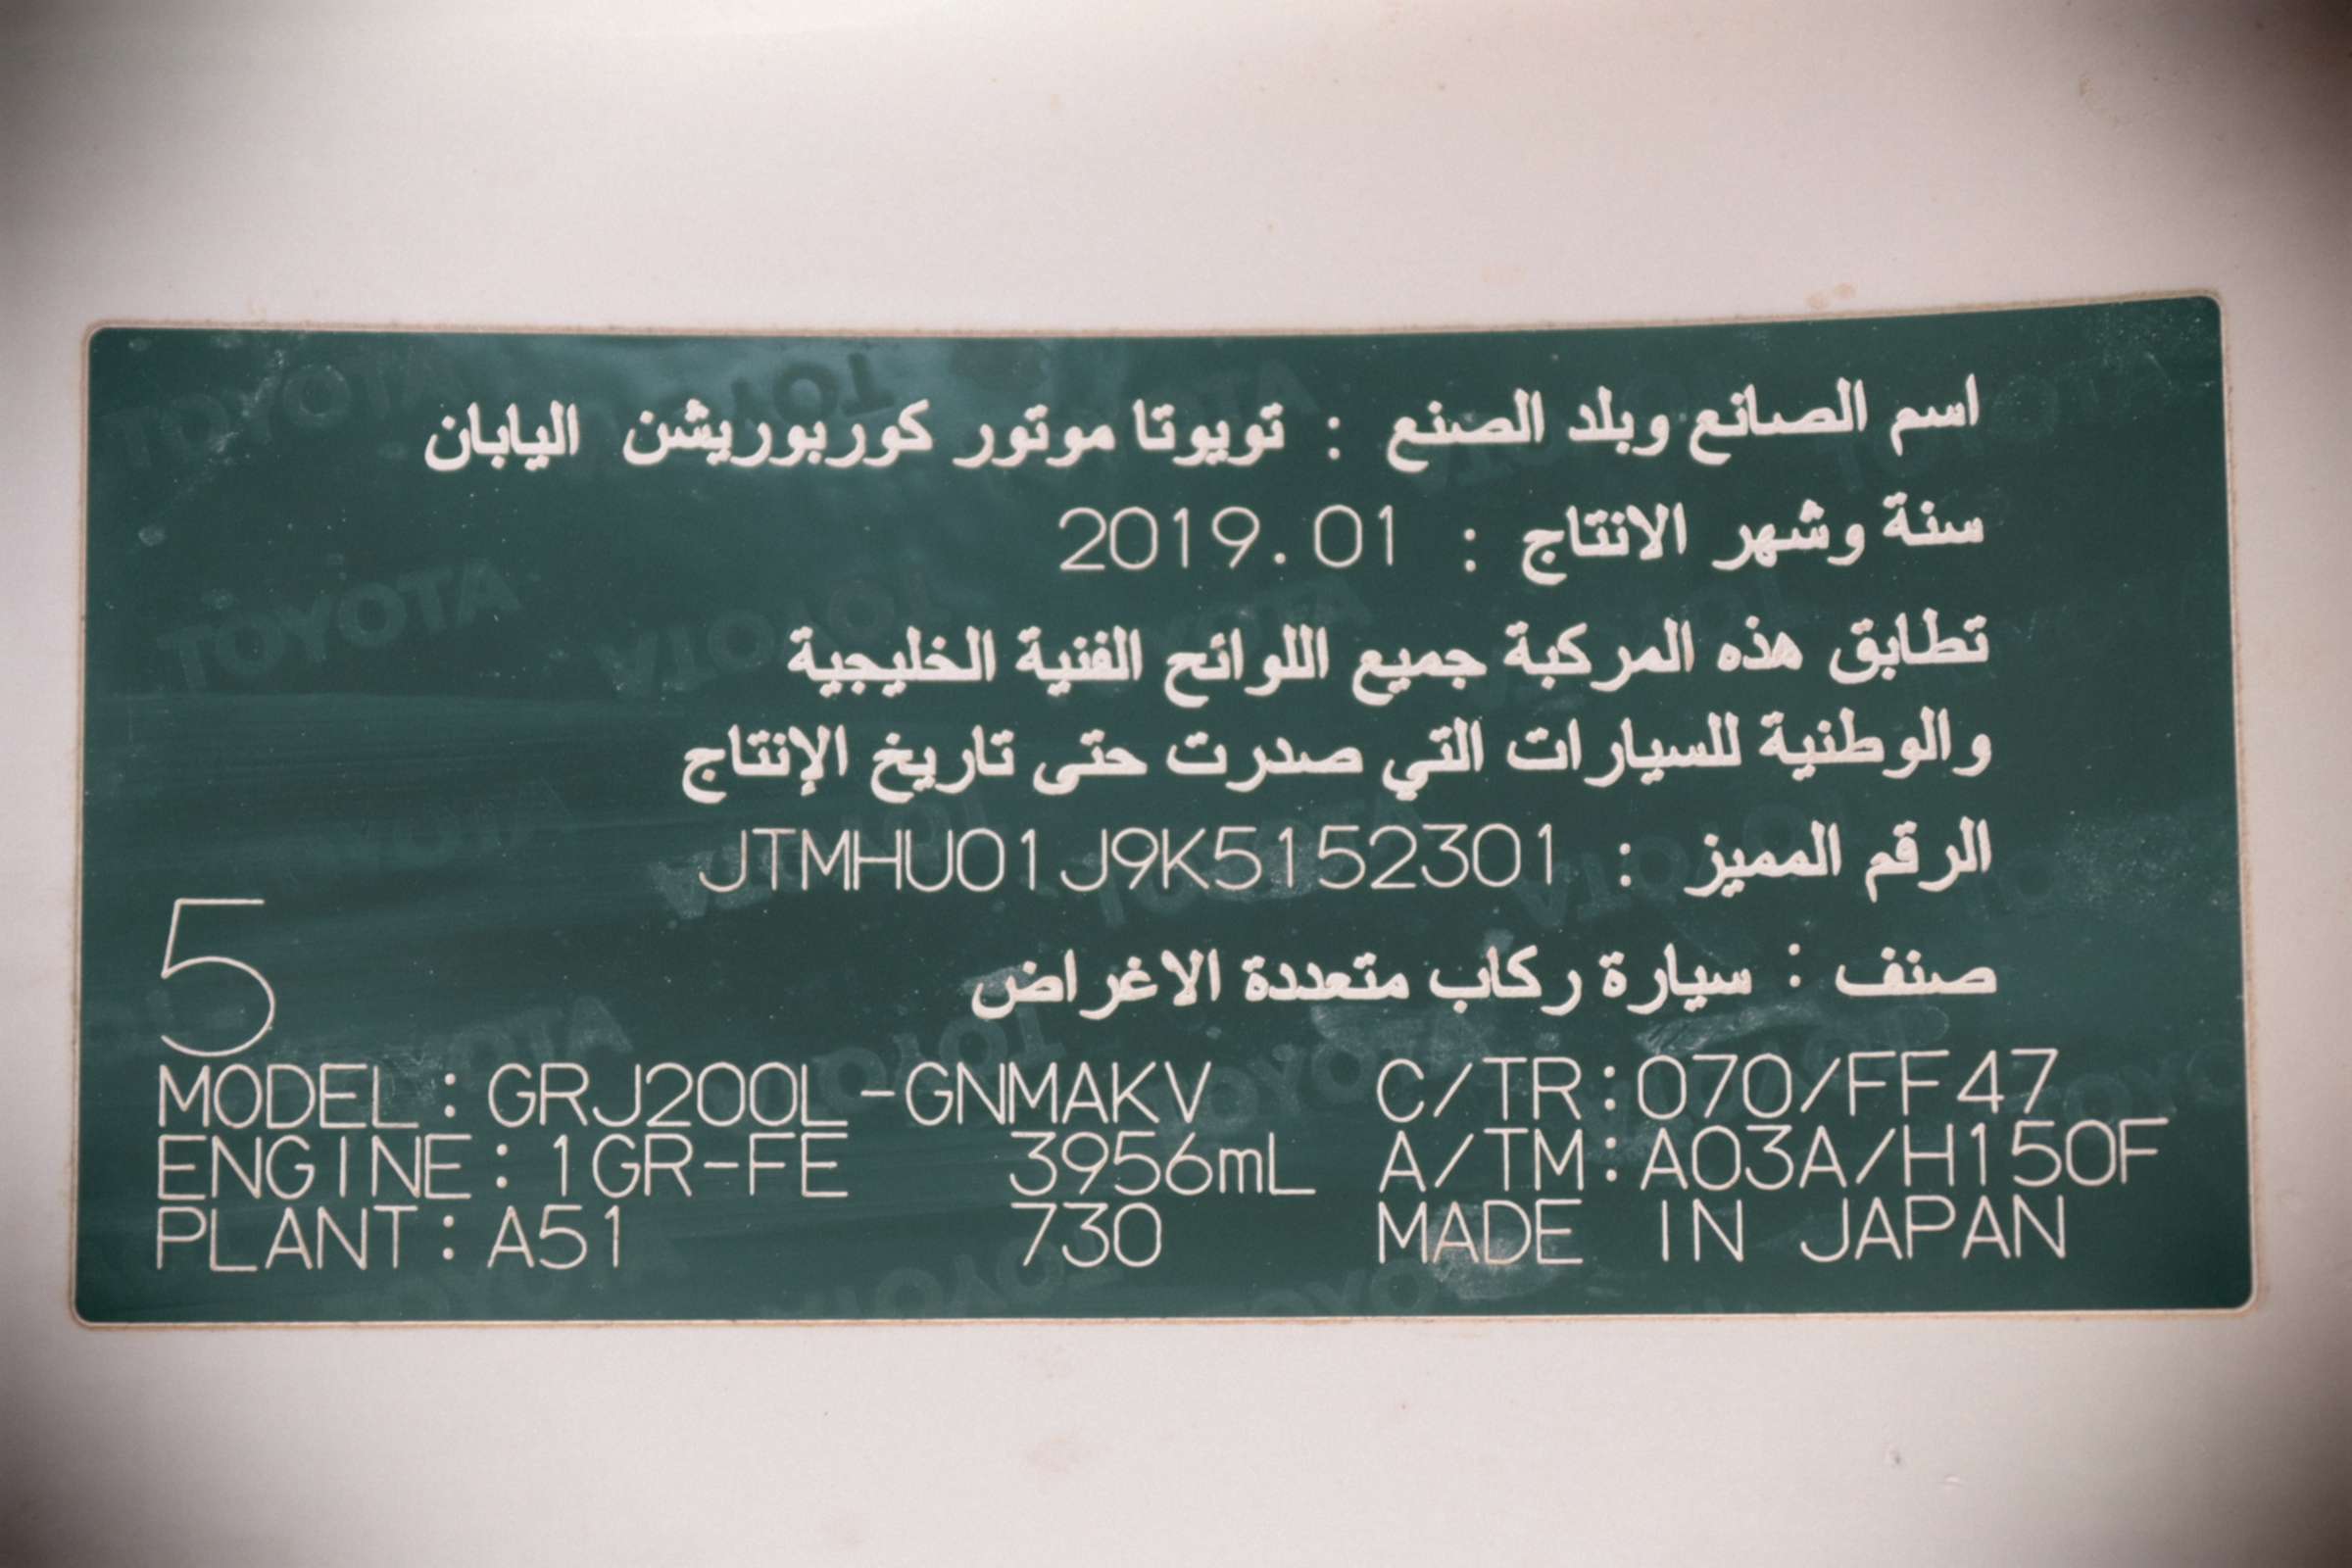 اسم الصانع وبلد الصنع : تويوتا موتور كوربوريشن اليابان
سنة وشهر الانتاج : 2019.01
تطابق هذه المركبة جميع اللوائح الفنية الخليجية
والوطنية للسيارات التي صدرت حتى تاريخ الإنتاج
الرقم المميز : JTMHU01J9K5152301
صنف : سيارة ركاب متعددة الاغراض
5
MODEL: GRJ200L-GNMAKV C/TR:070/FF47
ENGINE: 1GR-FE 3956mL A/TM:A03A/H150F
PLANT: A51 730 MADE IN JAPAN